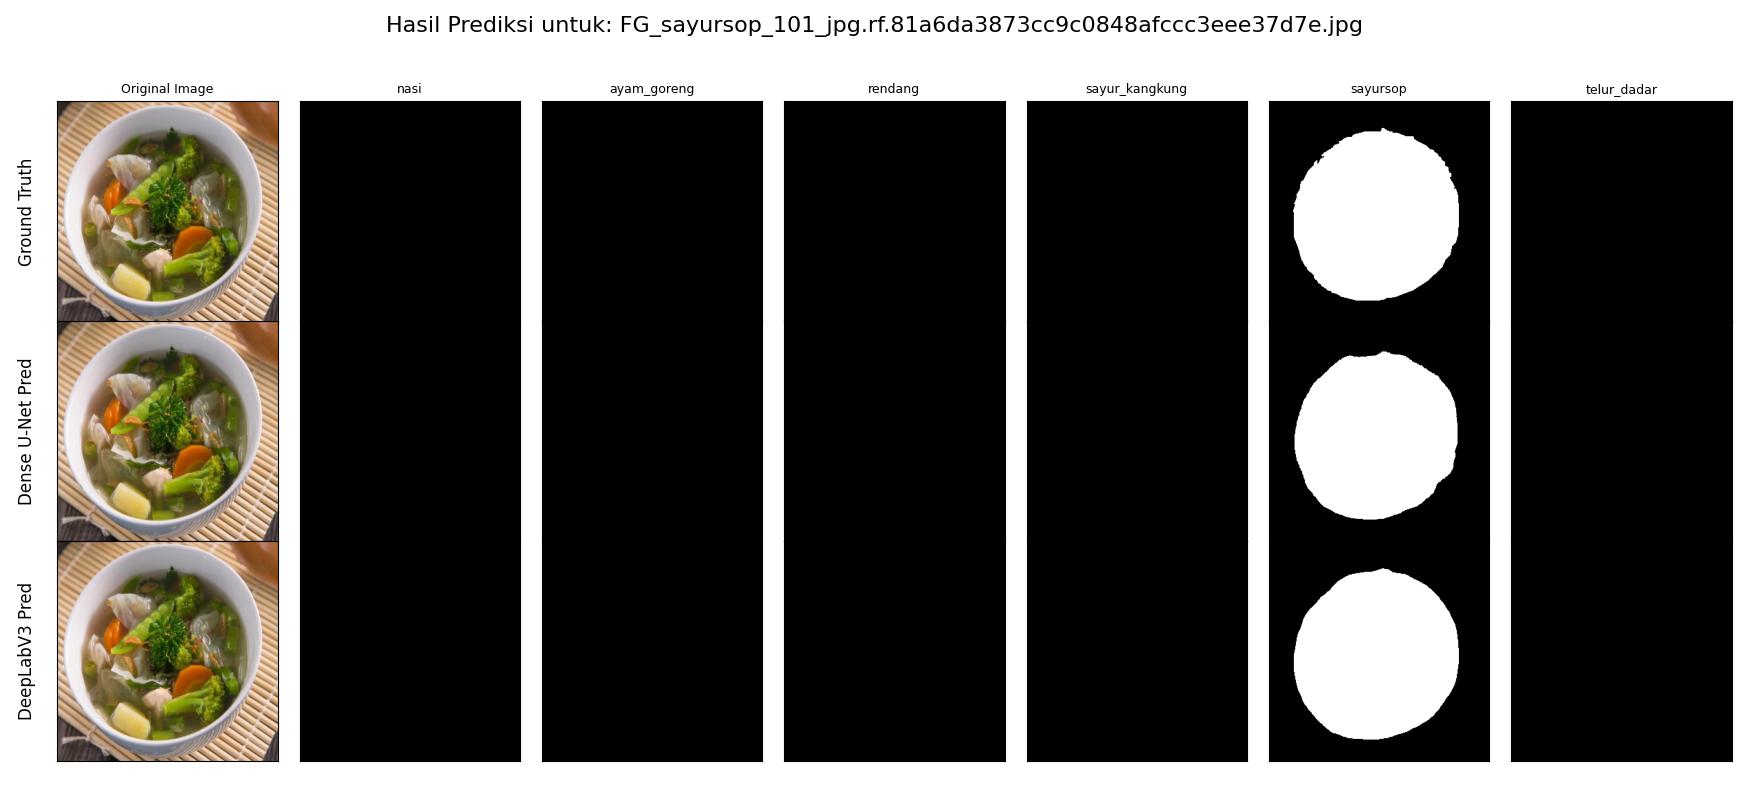 Hasil Prediksi untuk: FG_sayursop_101_jpg.rf.81a6da3873cc9c0848afccc3eee37d7e.jpg
Original Image
nasi
ayam_goreng
rendang
sayur_kangkung
sayursop
telur_dadar
Ground Truth
Dense U-Net Pred
DeepLabV3 Pred